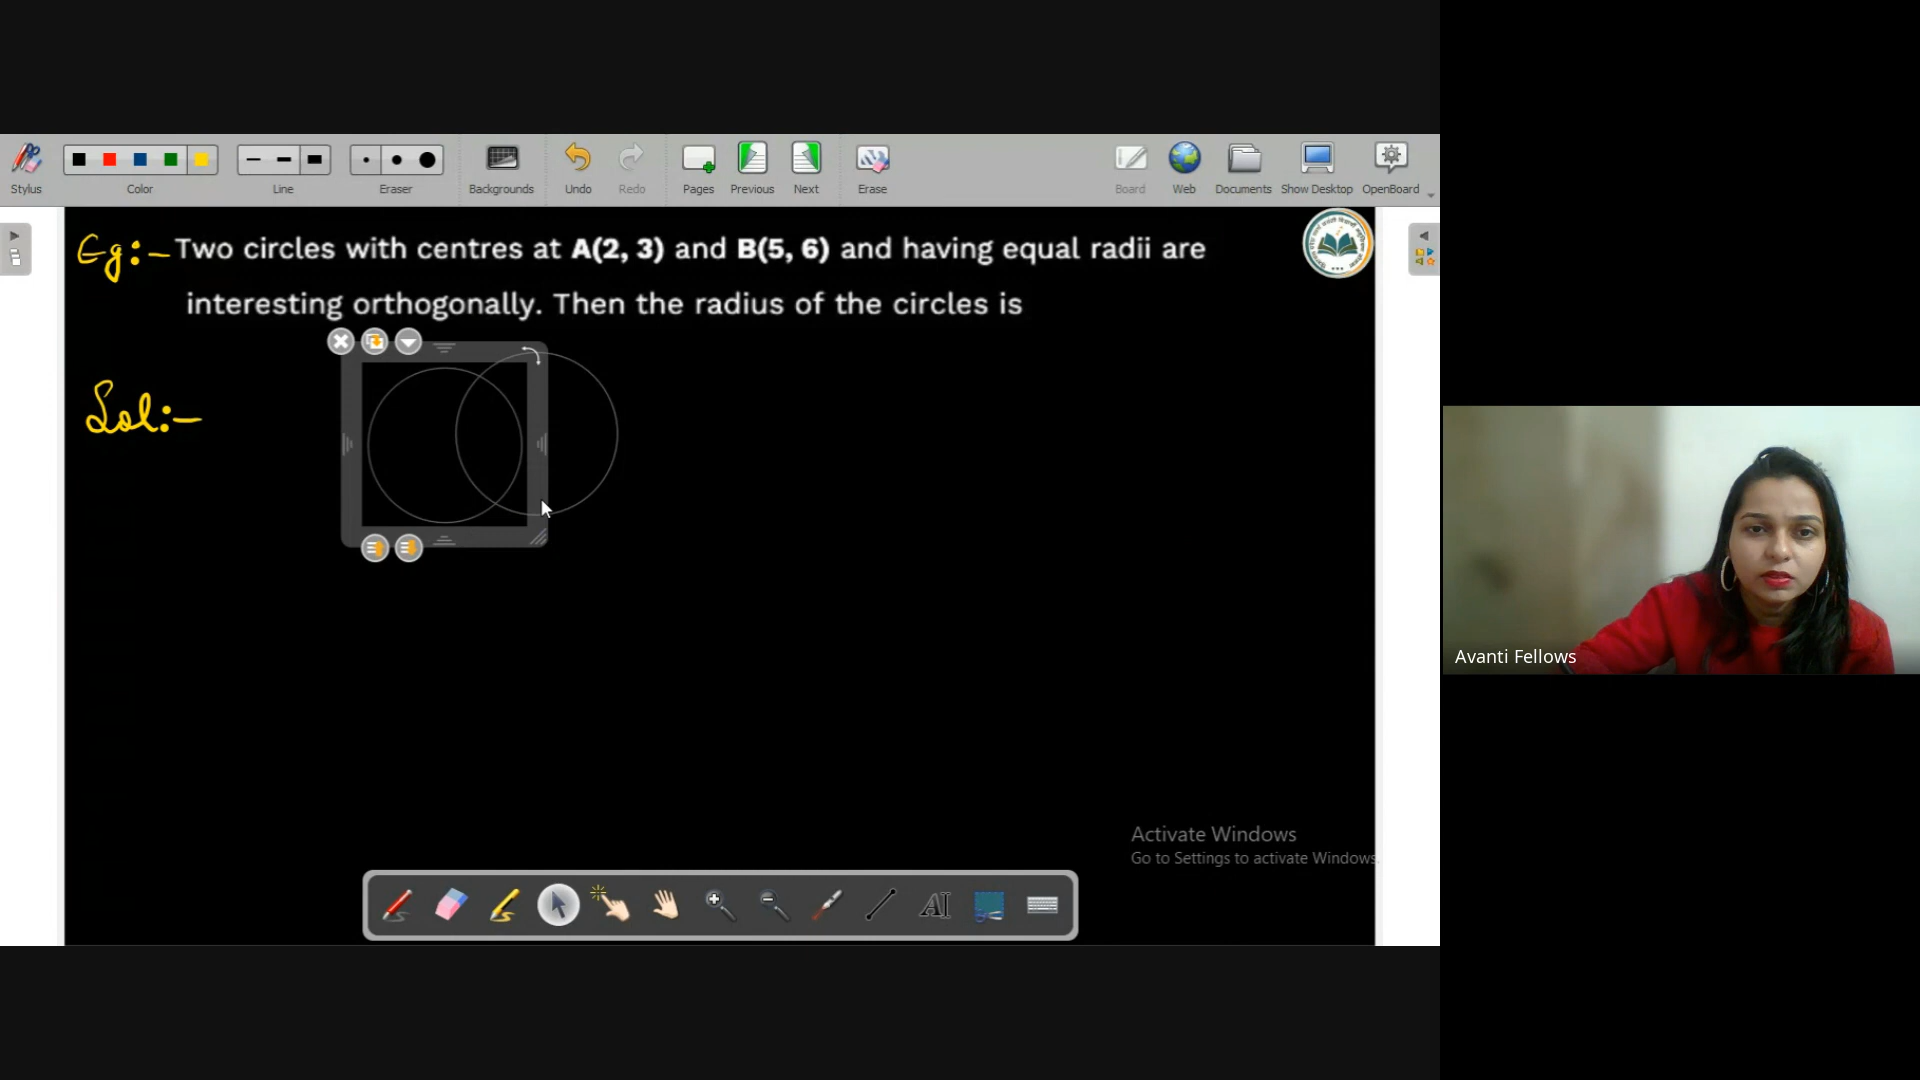 Stylus
Color
Line
Eraser
Backgrounds
Undo
Redo
Pages
Previous
Next
Erase
Board
Web
Documents
Show Desktop
OpenBoard
Eg:- Two circles with centres at A(2, 3) and B(5, 6) and having equal radii are
interesting orthogonally. Then the radius of the circles is
Sol:-
Avanti Fellows
Activate Windows
Go to Settings to activate Windows.
AI